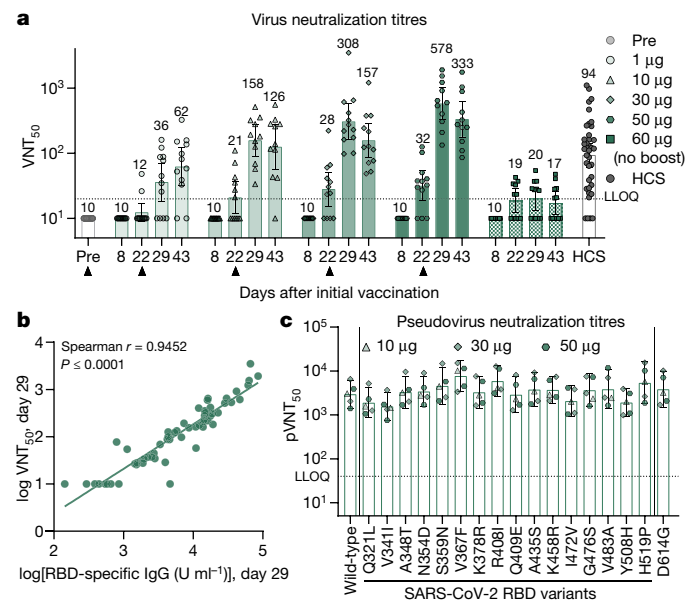 a
Virus neutralization titres
VNT50
10³
10²
10¹
10
10
12
36
62
10
21
158
126
10
28
308
157
10
32
578
333
10
19
20
17
94
LLOQ
Pre
1 µg
10 µg
30 µg
50 µg
60 µg
(no boost)
HCS
Pre 8 22 29 43 8 22 29 43 8 22 29 43 8 22 29 43 8 22 29 43 HCS
Days after initial vaccination
b
Spearman r = 0.9452
P ≤ 0.0001
log VNT50, day 29
4
3
2
1
0
2 3 4 5
log[RBD-specific IgG (U ml⁻¹)], day 29
c
Pseudovirus neutralization titres
10 µg 30 µg 50 µg
pVNT50
10⁵
10⁴
10³
10²
LLOQ
10¹
Wild-type
Q321L
V341I
A348T
N354D
S359N
V367F
K378R
R408I
Q409E
A435S
K458R
I472V
G476S
V483A
Y508H
H519P
D614G
SARS-CoV-2 RBD variants